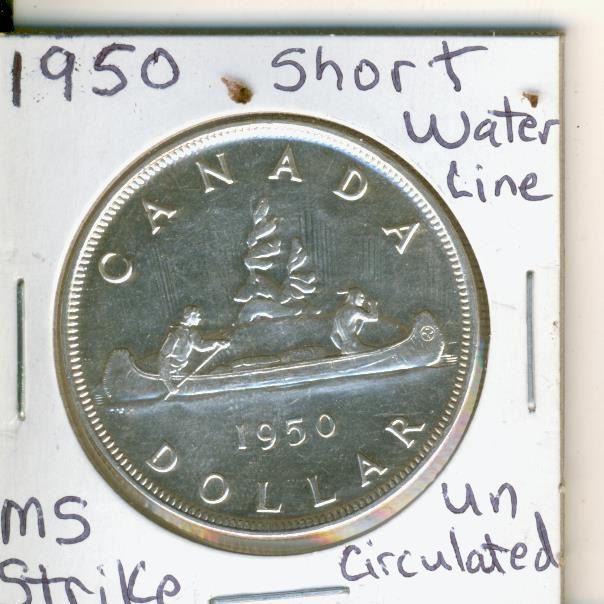 1950 Short
Water
Line
CANADA
1950
DOLLAR
MS
Strike
un
circulated